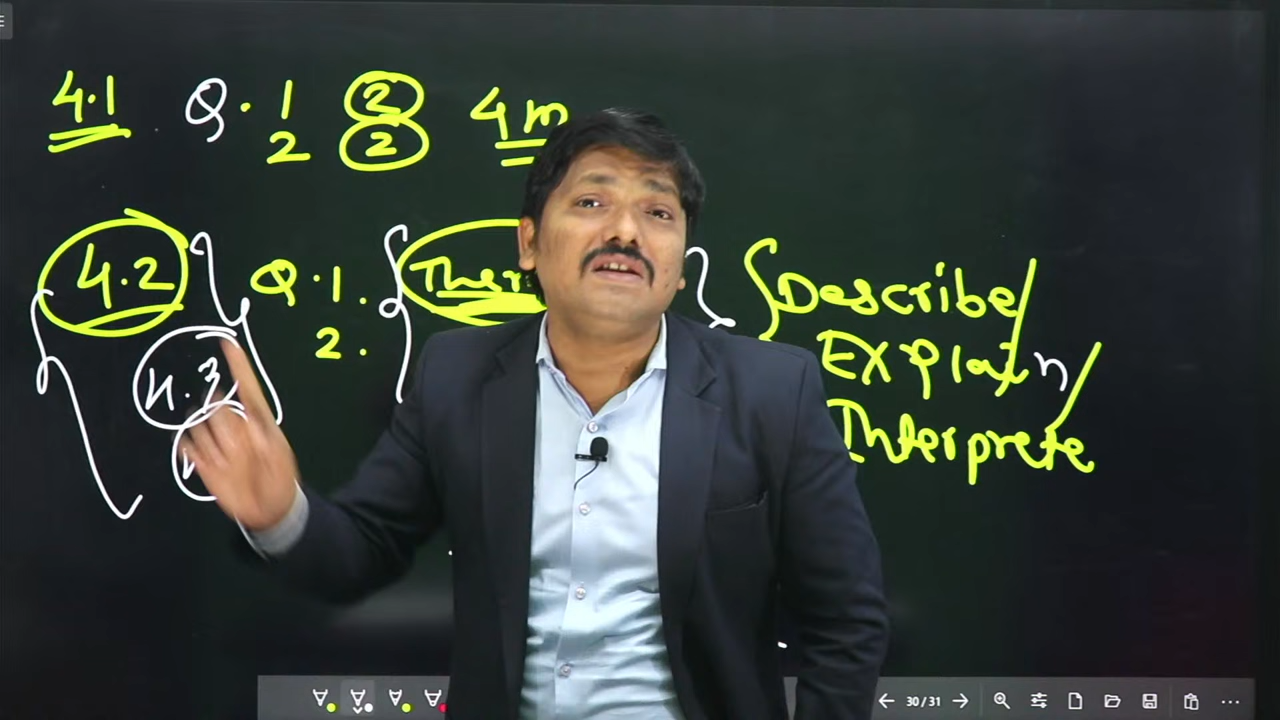 4.1 Q. 1 2 4m
2 2
4.2 Q.1. Describe/
4.3 2. Explain/
Interprete
30/31